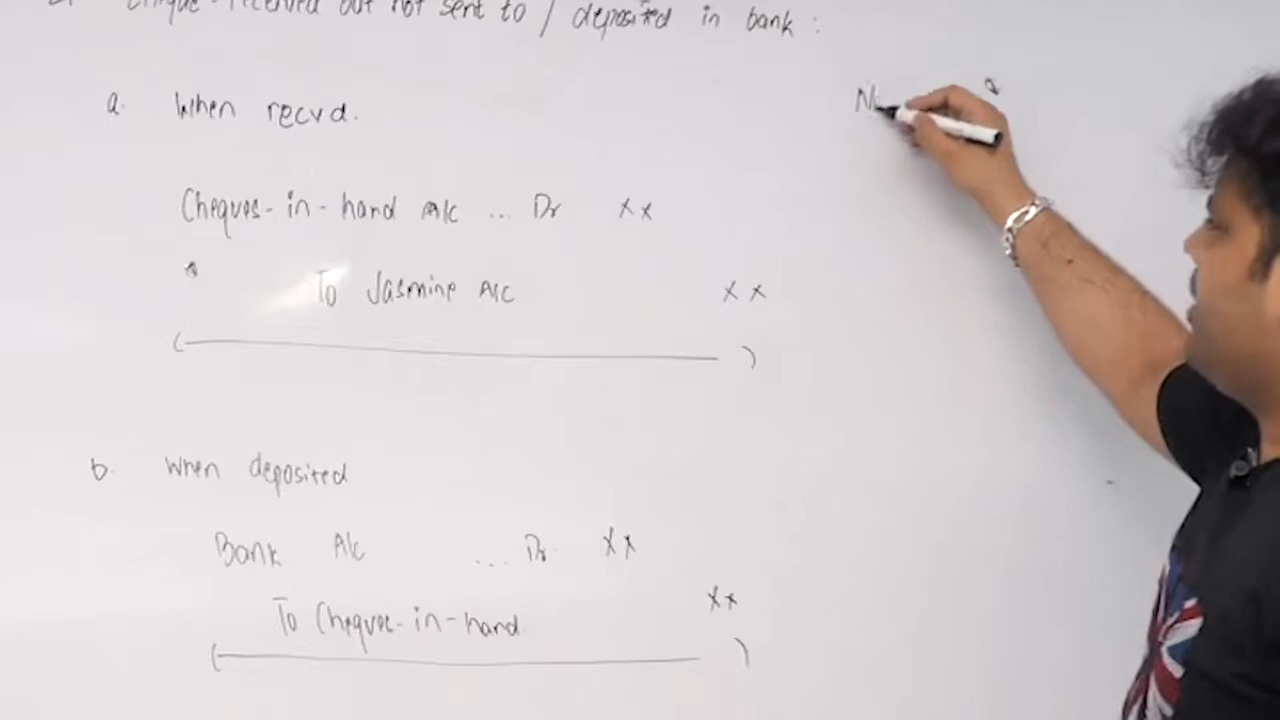 received but not sent to / deposited in bank :
a. When recvd.
Cheques-in-hand A/c ... Dr xx
To Jasmine A/c xx
( )
b. When deposited
Bank A/c ... Dr. xx
To Cheques-in-hand xx
( )